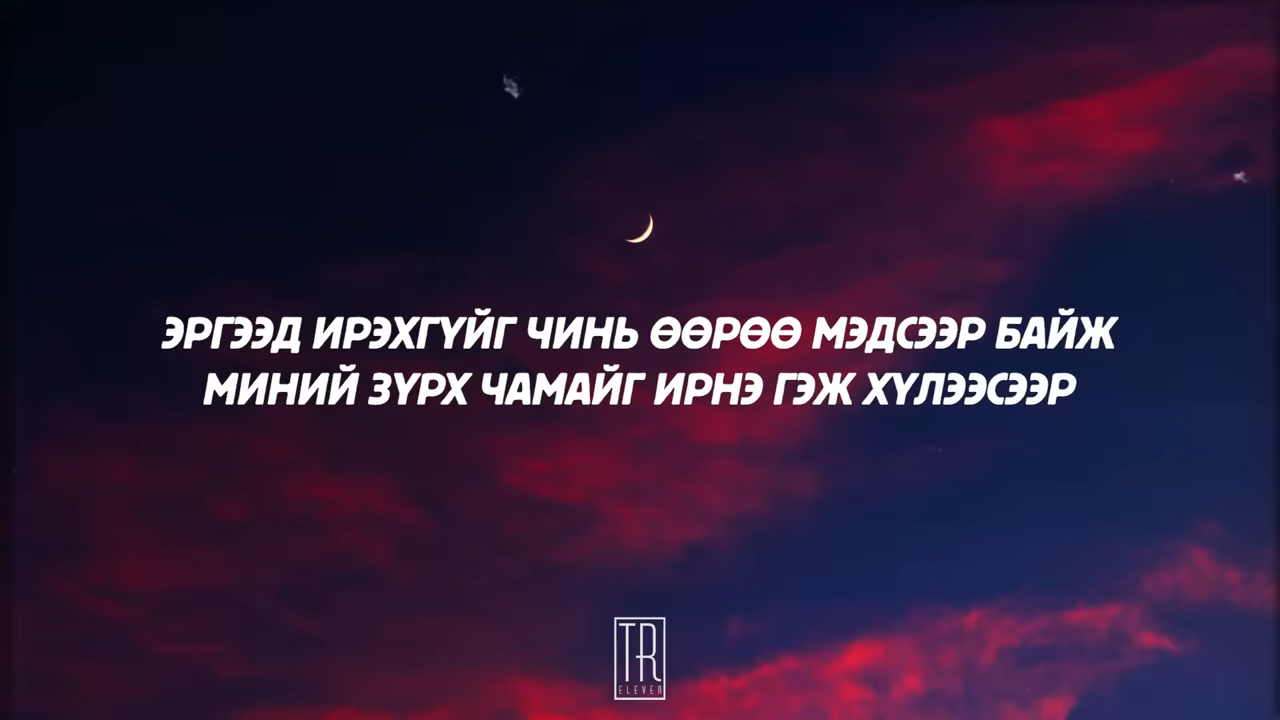 ЭРГЭЭД ИРЭХГҮЙГ ЧИНЬ ӨӨРӨӨ МЭДСЭЭР БАЙЖ
МИНИЙ ЗҮРХ ЧАМАЙГ ИРНЭ ГЭЖ ХҮЛЭЭСЭЭР
TR
ELEVEN